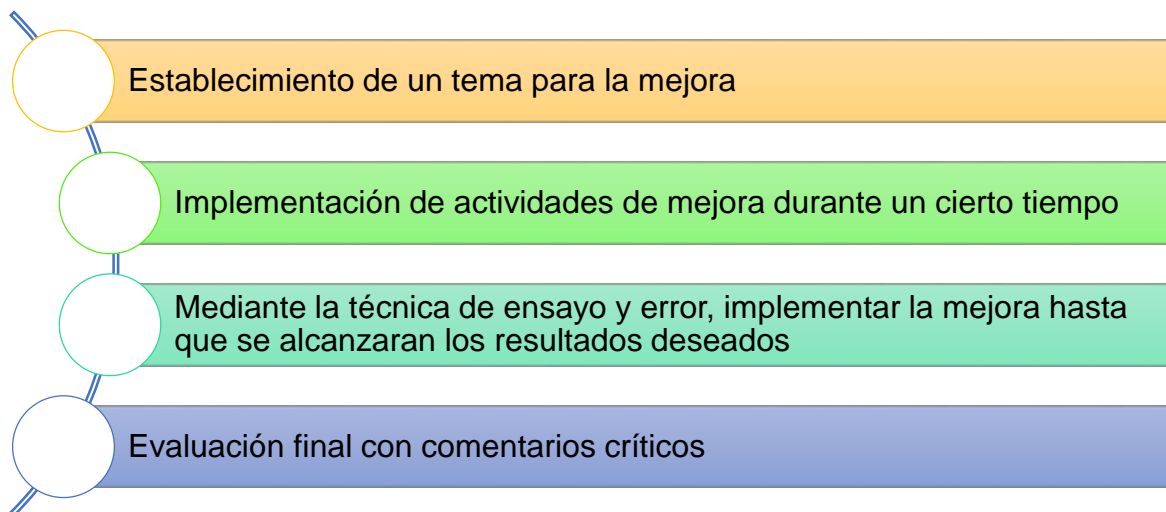 Establecimiento de un tema para la mejora
Implementación de actividades de mejora durante un cierto tiempo
Mediante la técnica de ensayo y error, implementar la mejora hasta
que se alcanzaran los resultados deseados
Evaluación final con comentarios críticos